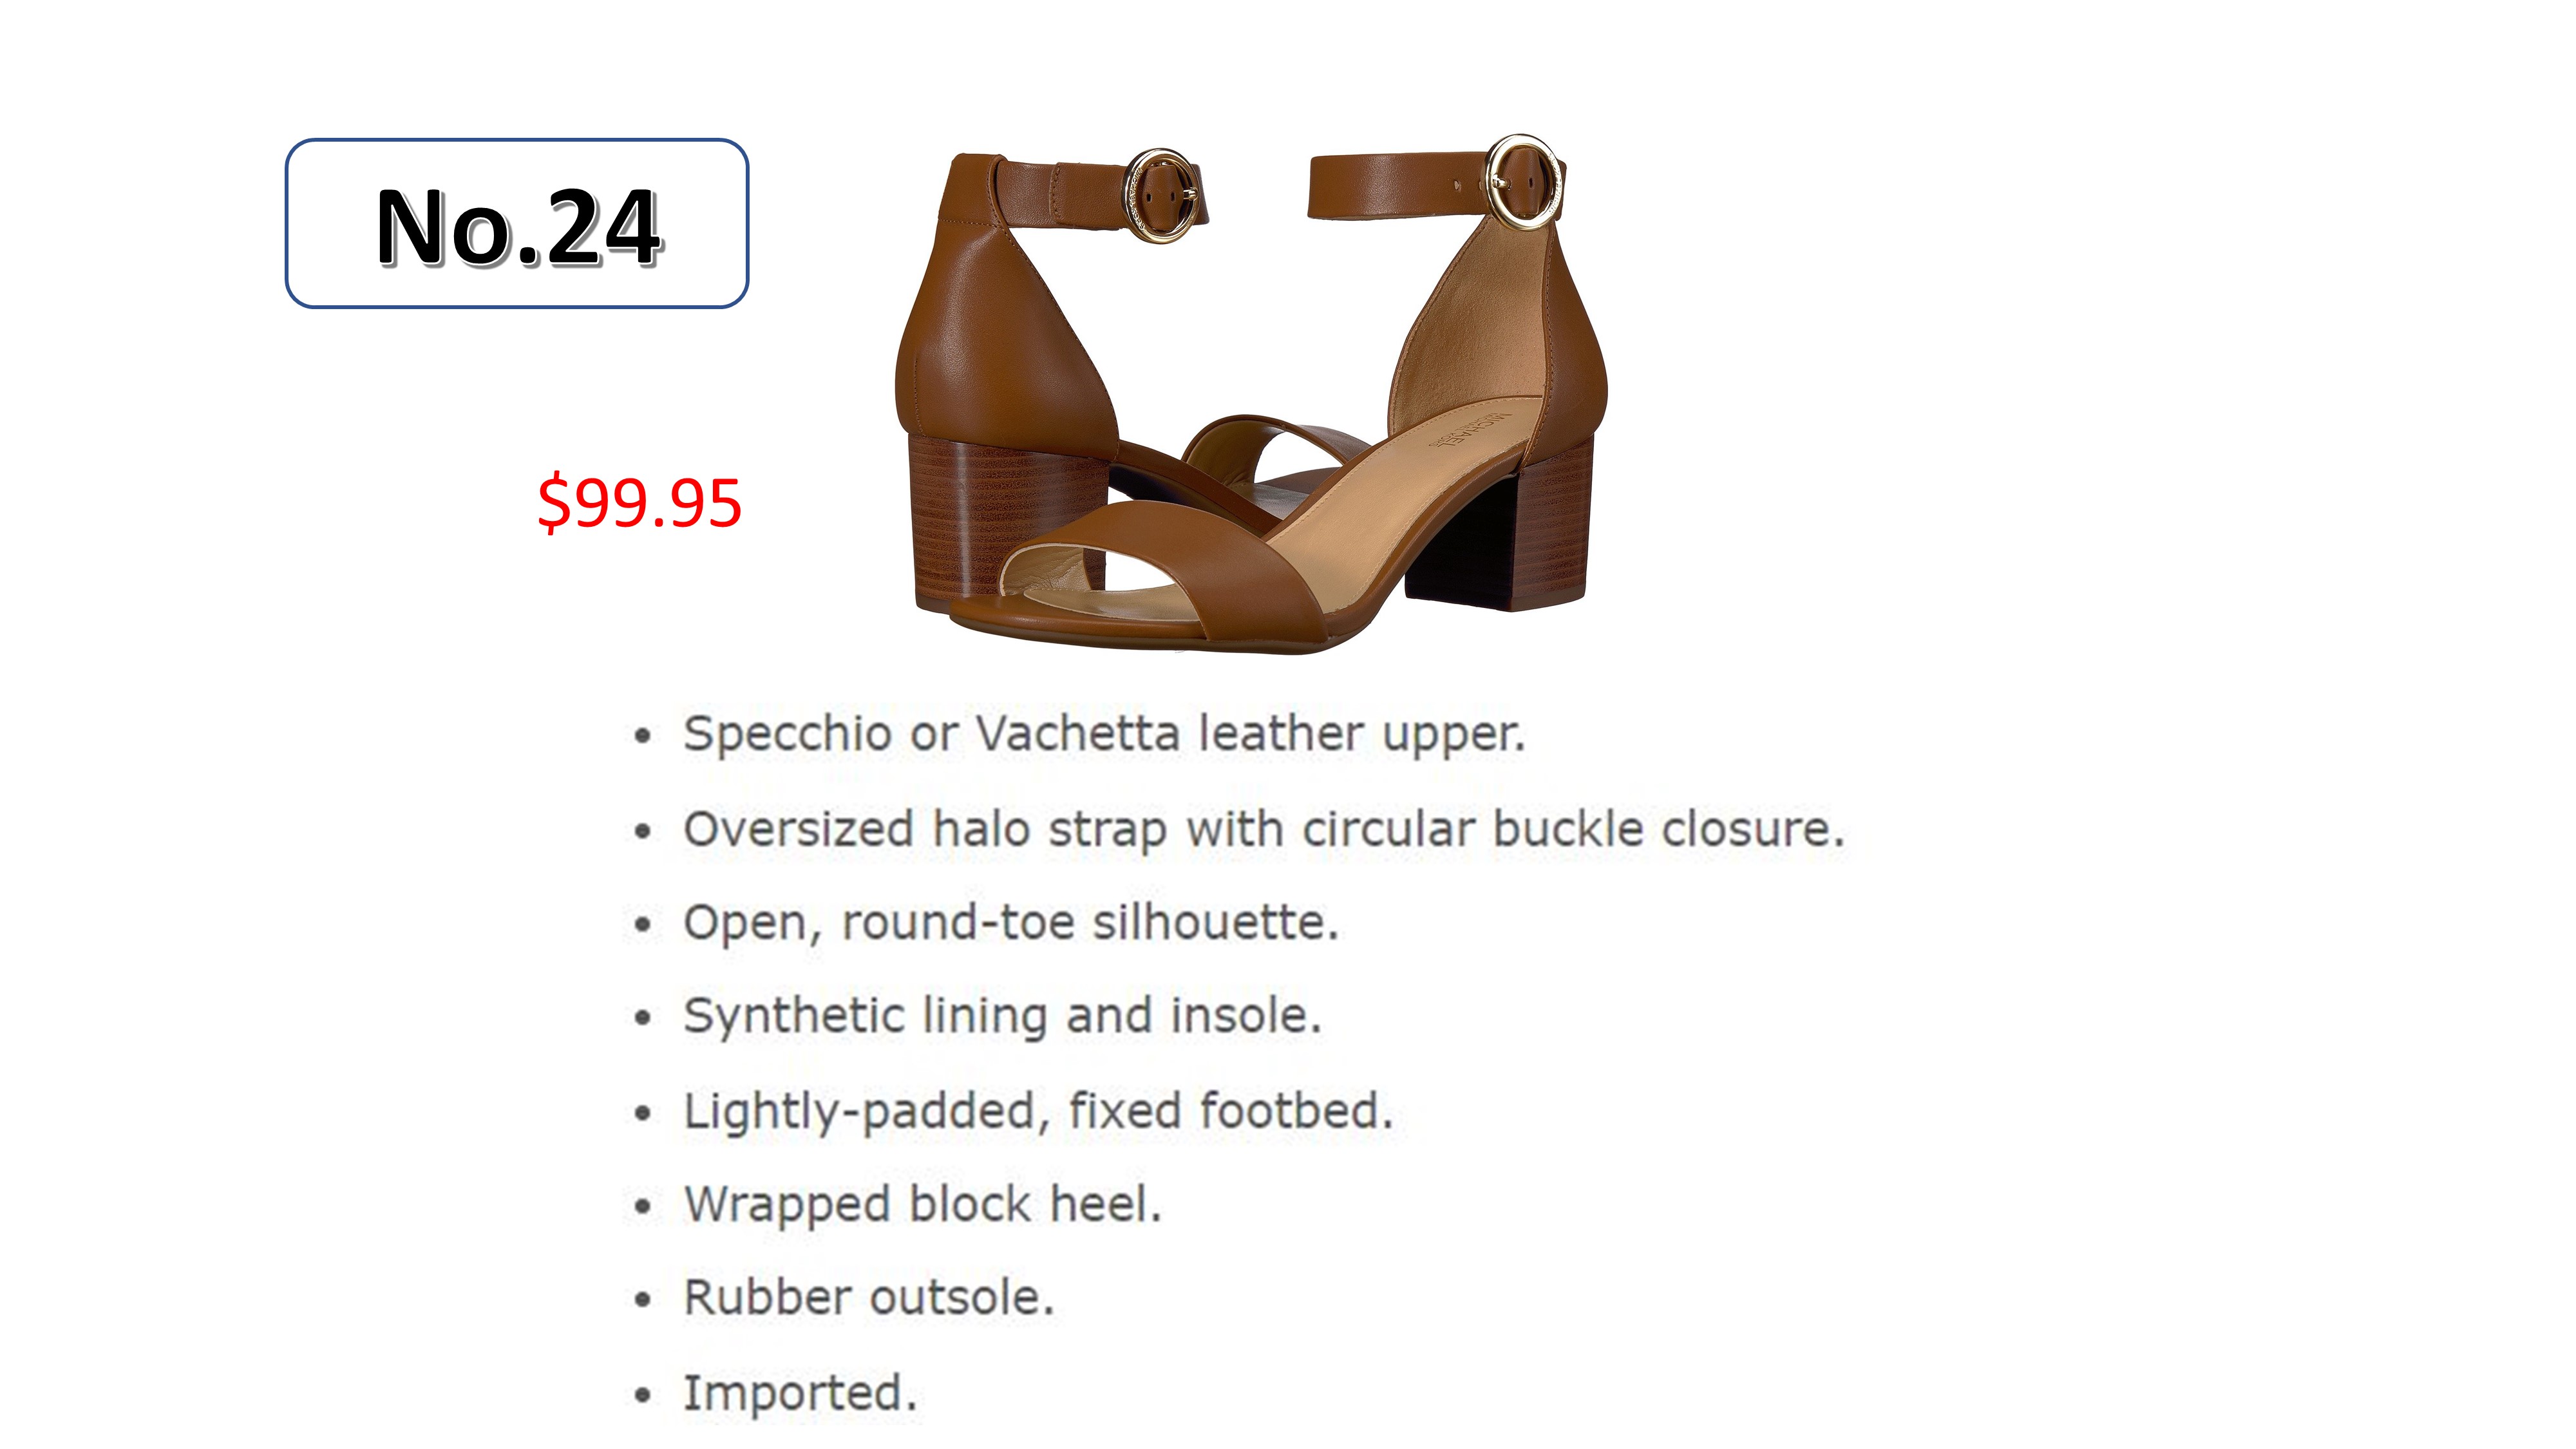 No.24
$99.95
MICHAEL
• Specchio or Vachetta leather upper.
• Oversized halo strap with circular buckle closure.
• Open, round-toe silhouette.
• Synthetic lining and insole.
• Lightly-padded, fixed footbed.
• Wrapped block heel.
• Rubber outsole.
• Imported.